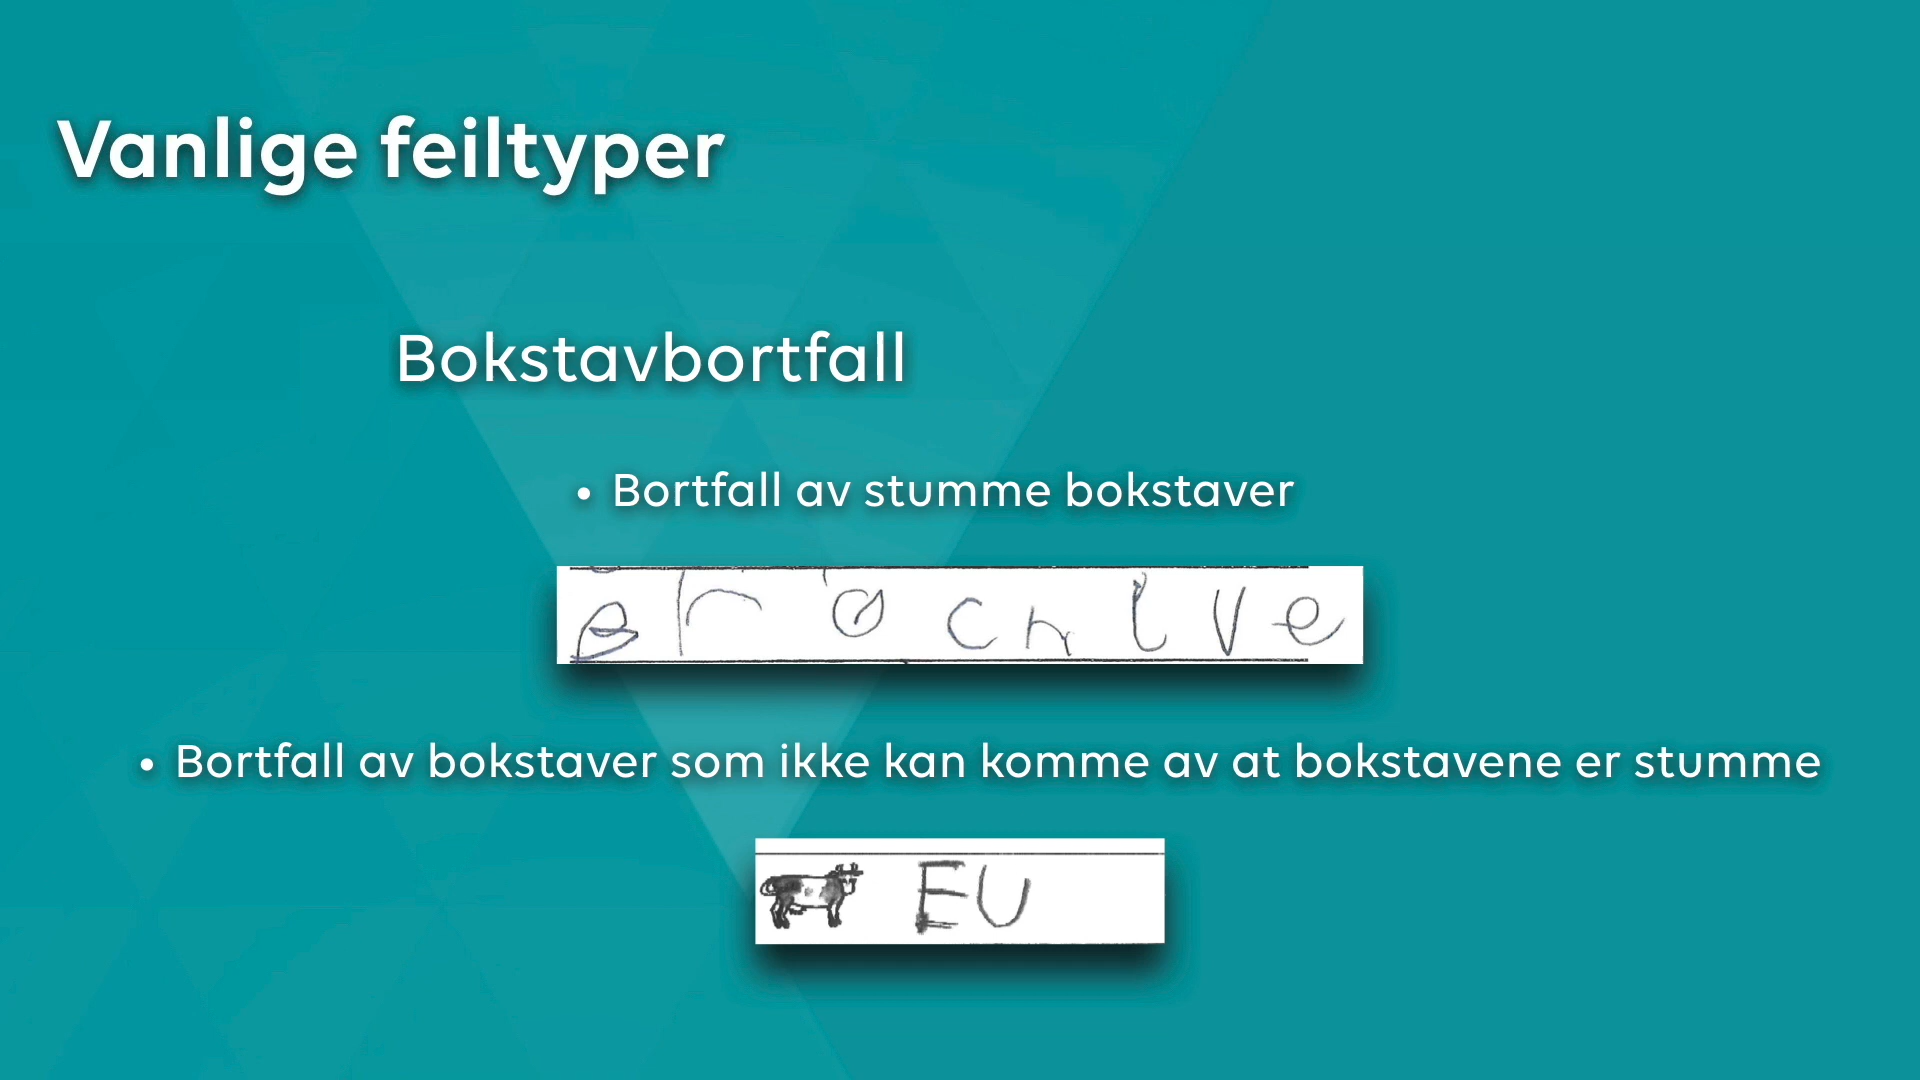 Vanlige feiltyper
Bokstavbortfall
• Bortfall av stumme bokstaver
• Bortfall av bokstaver som ikke kan komme av at bokstavene er stumme
EU